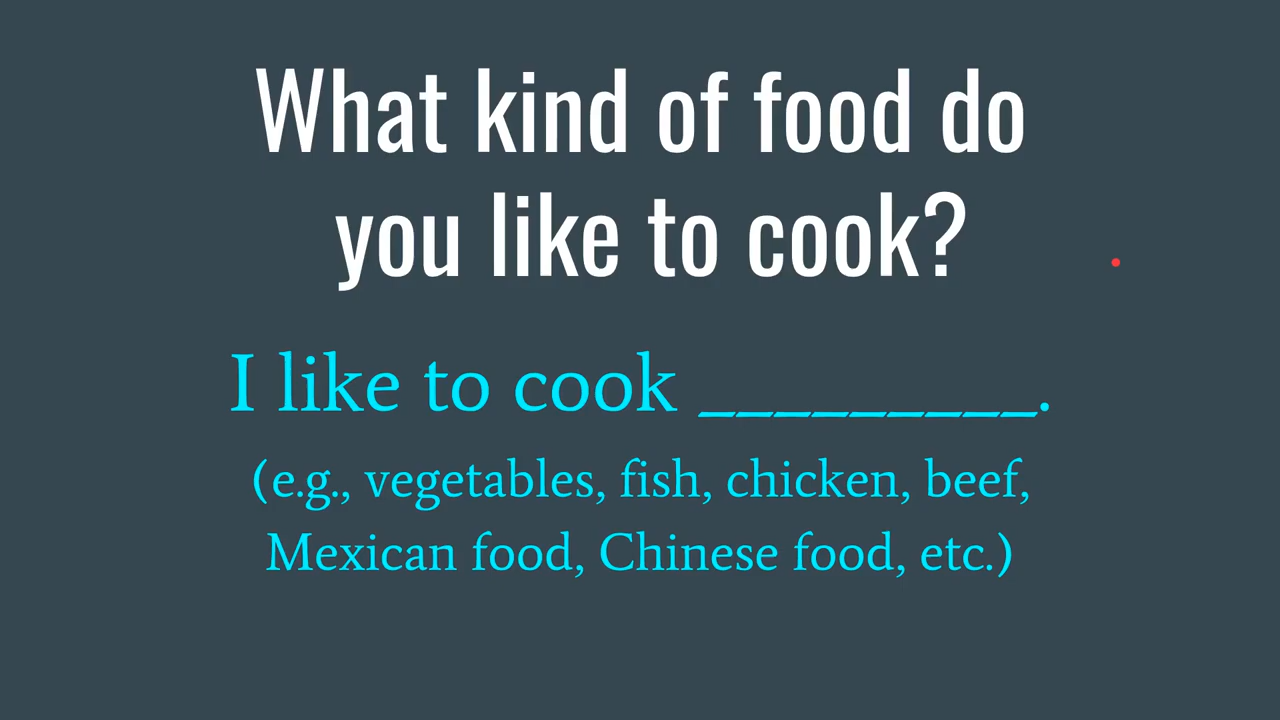 What kind of food do
you like to cook?
I like to cook _________.
(e.g., vegetables, fish, chicken, beef,
Mexican food, Chinese food, etc.)